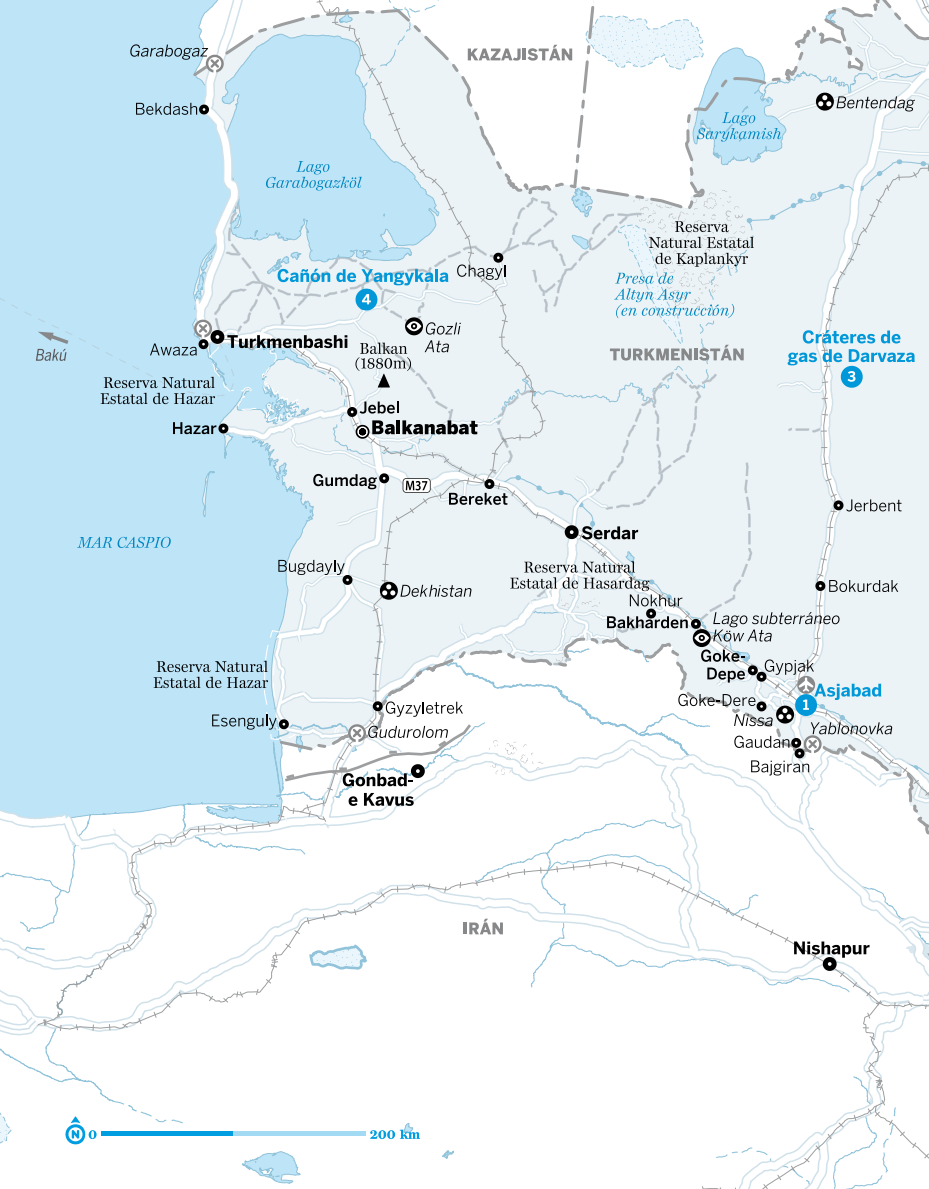 Garabogaz
KAZAJISTÁN
Bekdash
Bentendag
Lago
Sarykamish
Lago
Garabogazköl
Reserva
Natural Estatal
de Kaplankyr
Chagyl
Cañón de Yangykala
4
Presa de
Altyn Asyr
(en construcción)
Gozli
Ata
Bakú
Awaza
Turkmenbashi
Balkan
(1880m)
TURKMENISTÁN
Cráteres de
gas de Darvaza
3
Reserva Natural
Estatal de Hazar
Jebel
Hazar
Balkanabat
Gumdag
M37
Bereket
Jerbent
Serdar
MAR CASPIO
Bugdayly
Dekhistan
Reserva Natural
Estatal de Hasardag
Bokurdak
Nokhur
Bakharden
Lago subterráneo
Köw Ata
Goke-
Depe
Gypjak
Reserva Natural
Estatal de Hazar
Asjabad
1
Goke-Dere
Nissa
Gyzyletrek
Esenguly
Gudurolom
Yablonovka
Gaudan
Bajgiran
Gonbad-
e Kavus
IRÁN
Nishapur
N
0
200 km